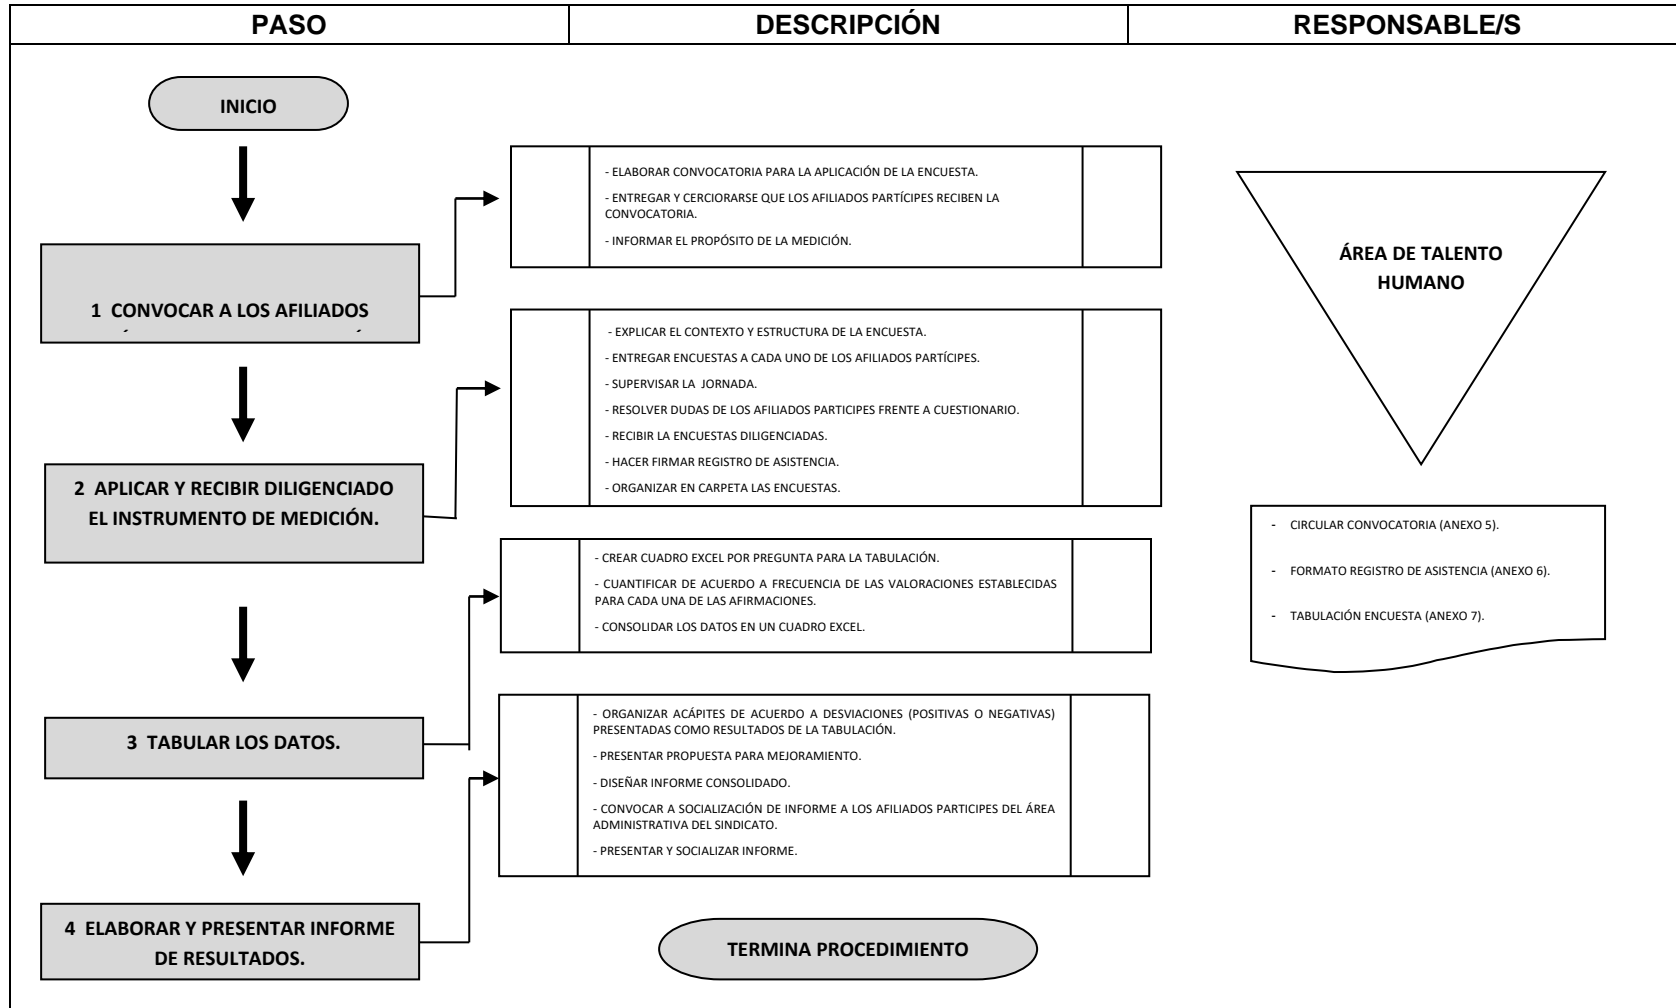 PASO
DESCRIPCIÓN
RESPONSABLE/S
INICIO
1 CONVOCAR A LOS AFILIADOS
2 APLICAR Y RECIBIR DILIGENCIADO
EL INSTRUMENTO DE MEDICIÓN.
3 TABULAR LOS DATOS.
4 ELABORAR Y PRESENTAR INFORME
DE RESULTADOS.
- ELABORAR CONVOCATORIA PARA LA APLICACIÓN DE LA ENCUESTA.
- ENTREGAR Y CERCIORARSE QUE LOS AFILIADOS PARTÍCIPES RECIBEN LA
CONVOCATORIA.
- INFORMAR EL PROPÓSITO DE LA MEDICIÓN.
- EXPLICAR EL CONTEXTO Y ESTRUCTURA DE LA ENCUESTA.
- ENTREGAR ENCUESTAS A CADA UNO DE LOS AFILIADOS PARTÍCIPES.
- SUPERVISAR LA JORNADA.
- RESOLVER DUDAS DE LOS AFILIADOS PARTICIPES FRENTE A CUESTIONARIO.
- RECIBIR LA ENCUESTAS DILIGENCIADAS.
- HACER FIRMAR REGISTRO DE ASISTENCIA.
- ORGANIZAR EN CARPETA LAS ENCUESTAS.
- CREAR CUADRO EXCEL POR PREGUNTA PARA LA TABULACIÓN.
- CUANTIFICAR DE ACUERDO A FRECUENCIA DE LAS VALORACIONES ESTABLECIDAS
PARA CADA UNA DE LAS AFIRMACIONES.
- CONSOLIDAR LOS DATOS EN UN CUADRO EXCEL.
- ORGANIZAR ACÁPITES DE ACUERDO A DESVIACIONES (POSITIVAS O NEGATIVAS)
PRESENTADAS COMO RESULTADOS DE LA TABULACIÓN.
- PRESENTAR PROPUESTA PARA MEJORAMIENTO.
- DISEÑAR INFORME CONSOLIDADO.
- CONVOCAR A SOCIALIZACIÓN DE INFORME A LOS AFILIADOS PARTICIPES DEL ÁREA
ADMINISTRATIVA DEL SINDICATO.
- PRESENTAR Y SOCIALIZAR INFORME.
TERMINA PROCEDIMIENTO
ÁREA DE TALENTO
HUMANO
- CIRCULAR CONVOCATORIA (ANEXO 5).
- FORMATO REGISTRO DE ASISTENCIA (ANEXO 6).
- TABULACIÓN ENCUESTA (ANEXO 7).